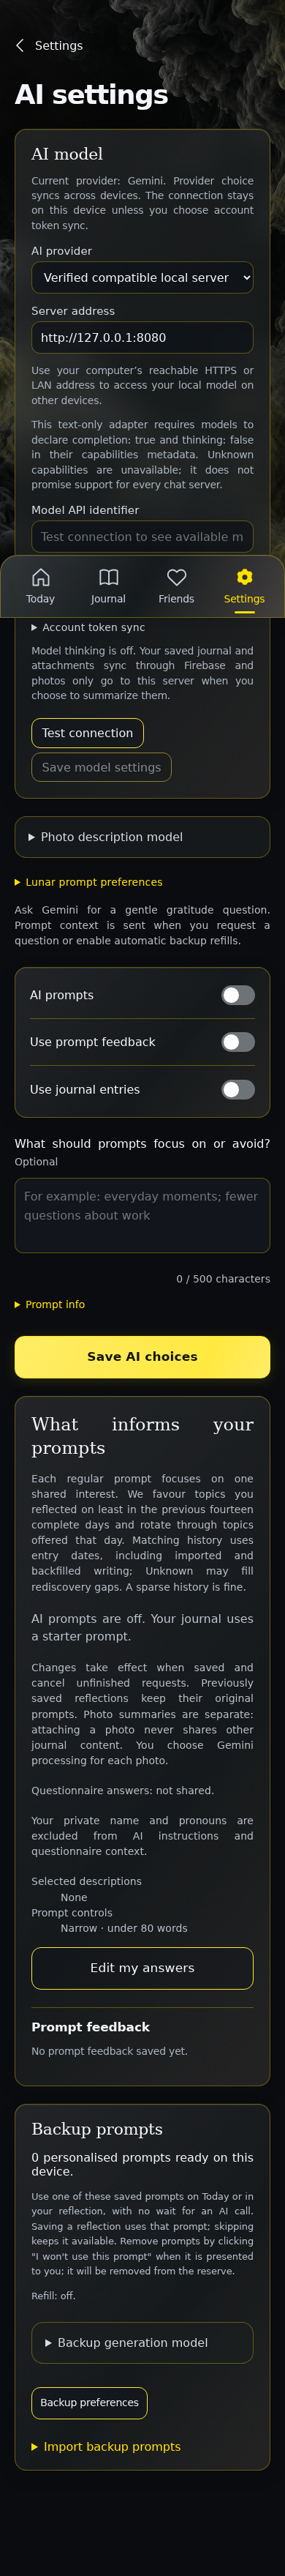 Settings
AI settings
AI model
Current provider: Gemini. Provider choice
syncs across devices. The connection stays
on this device unless you choose account
token sync.
AI provider
Verified compatible local server
Server address
http://127.0.0.1:8080
Use your computer’s reachable HTTPS or
LAN address to access your local model on
other devices.
This text-only adapter requires models to
declare completion: true and thinking: false
in their capabilities metadata. Unknown
capabilities are unavailable; it does not
promise support for every chat server.
Model API identifier
Test connection to see available m
Today
Journal
Friends
Settings
Account token sync
Model thinking is off. Your saved journal and
attachments sync through Firebase and
photos only go to this server when you
choose to summarize them.
Test connection
Save model settings
Photo description model
Lunar prompt preferences
Ask Gemini for a gentle gratitude question.
Prompt context is sent when you request a
question or enable automatic backup refills.
AI prompts
Use prompt feedback
Use journal entries
What should prompts focus on or avoid?
Optional
For example: everyday moments; fewer
questions about work
0 / 500 characters
Prompt info
Save AI choices
What informs your
prompts
Each regular prompt focuses on one
shared interest. We favour topics you
reflected on least in the previous fourteen
complete days and rotate through topics
offered that day. Matching history uses
entry dates, including imported and
backfilled writing; Unknown may fill
rediscovery gaps. A sparse history is fine.
AI prompts are off. Your journal uses
a starter prompt.
Changes take effect when saved and
cancel unfinished requests. Previously
saved reflections keep their original
prompts. Photo summaries are separate:
attaching a photo never shares other
journal content. You choose Gemini
processing for each photo.
Questionnaire answers: not shared.
Your private name and pronouns are
excluded from AI instructions and
questionnaire context.
Selected descriptions
None
Prompt controls
Narrow · under 80 words
Edit my answers
Prompt feedback
No prompt feedback saved yet.
Backup prompts
0 personalised prompts ready on this
device.
Use one of these saved prompts on Today or in
your reflection, with no wait for an AI call.
Saving a reflection uses that prompt; skipping
keeps it available. Remove prompts by clicking
"I won't use this prompt" when it is presented
to you; it will be removed from the reserve.
Refill: off.
Backup generation model
Backup preferences
Import backup prompts